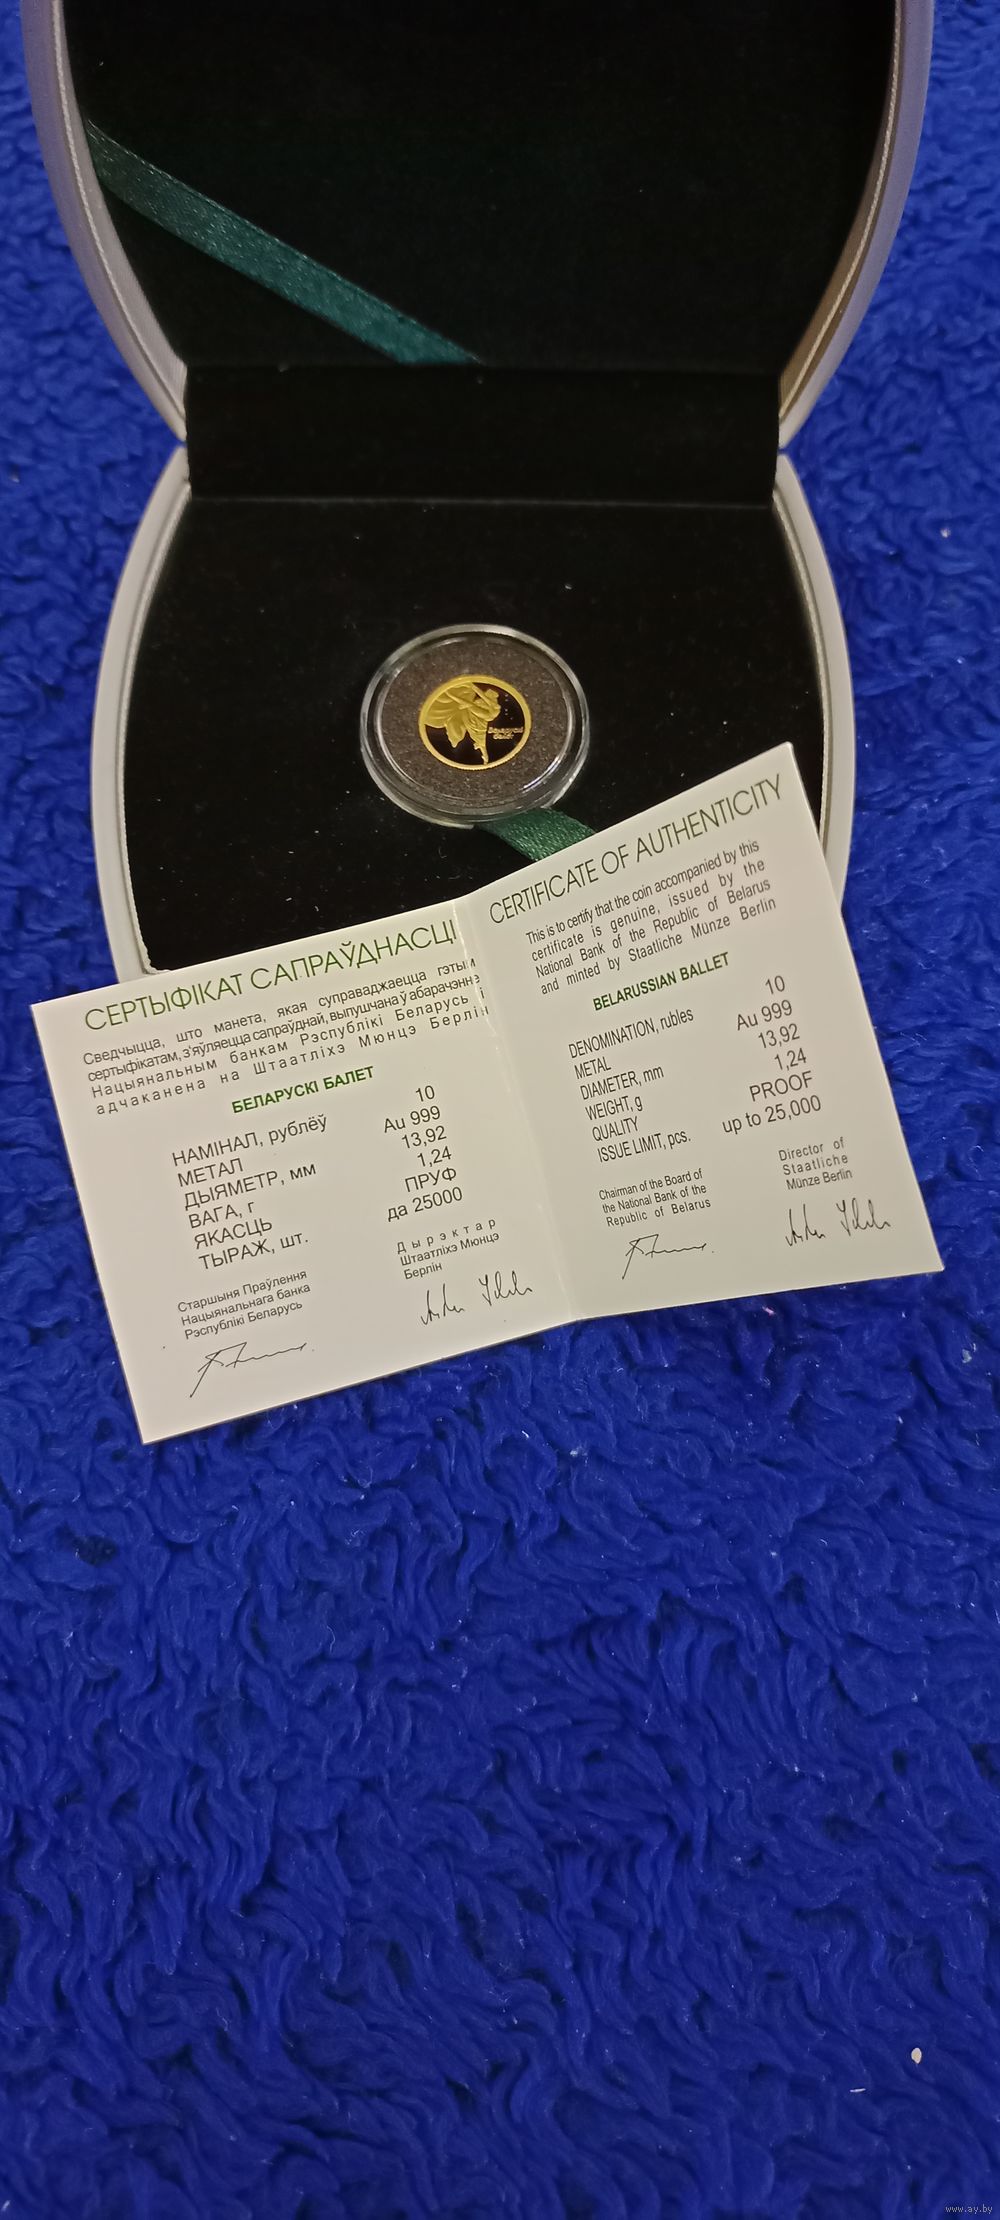 Беларускі
балет
СЕРТЫФІКАТ САПРАЎДНАСЦІ
Сведчыцца, што манета, якая суправаджаецца гэтым
сертыфікатам, з'яўляецца сапраўднай, выпушчана ў абарачэнне
Нацыянальным банкам Рэспублікі Беларусь і
адчаканена на Штаатліхэ Мюнцэ Берлін
БЕЛАРУСКІ БАЛЕТ
НАМІНАЛ, рублёў 10
МЕТАЛ Au 999
ДЫЯМЕТР, мм 13,92
ВАГА, г 1,24
ЯКАСЦЬ ПРУФ
ТЫРАЖ, шт. да 25000
Старшыня Праўлення
Нацыянальнага банка
Рэспублікі Беларусь
Дырэктар
Штаатліхэ Мюнцэ
Берлін
CERTIFICATE OF AUTHENTICITY
This is to certify that the coin accompanied by this
certificate is genuine, issued by the
National Bank of the Republic of Belarus
and minted by Staatliche Münze Berlin
BELARUSSIAN BALLET
DENOMINATION, rubles 10
METAL Au 999
DIAMETER, mm 13,92
WEIGHT, g 1,24
QUALITY PROOF
ISSUE LIMIT, pcs. up to 25,000
Chairman of the Board of
the National Bank of the
Republic of Belarus
Director of
Staatliche
Münze Berlin
www.ay.by